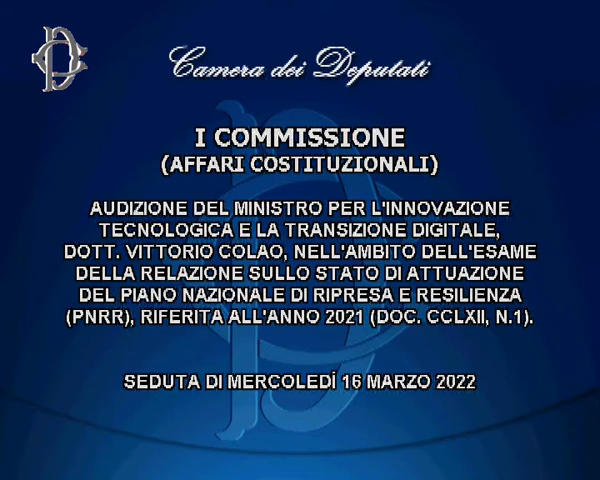 Camera dei Deputati
I COMMISSIONE
(AFFARI COSTITUZIONALI)
AUDIZIONE DEL MINISTRO PER L'INNOVAZIONE
TECNOLOGICA E LA TRANSIZIONE DIGITALE,
DOTT. VITTORIO COLAO, NELL'AMBITO DELL'ESAME
DELLA RELAZIONE SULLO STATO DI ATTUAZIONE
DEL PIANO NAZIONALE DI RIPRESA E RESILIENZA
(PNRR), RIFERITA ALL'ANNO 2021 (DOC. CCLXII, N.1).
SEDUTA DI MERCOLEDÍ 16 MARZO 2022